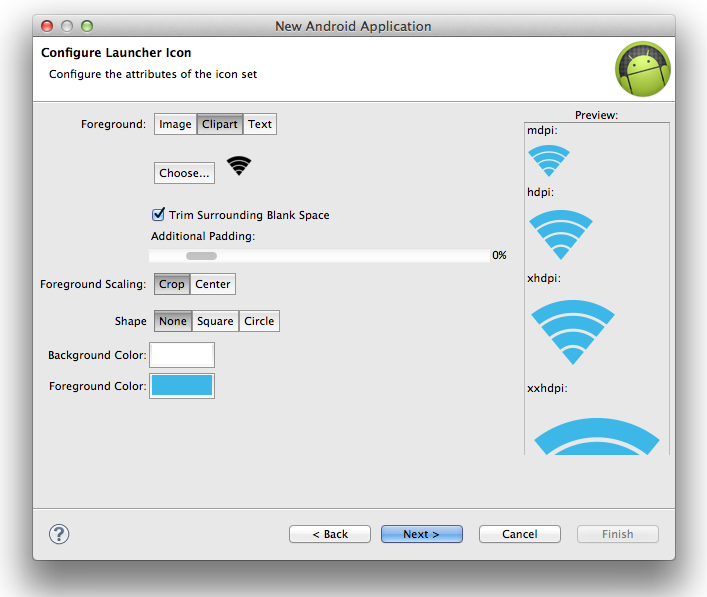 New Android Application
Configure Launcher Icon
Configure the attributes of the icon set
Foreground: Image Clipart Text
Choose...
Trim Surrounding Blank Space
Additional Padding:
0%
Foreground Scaling: Crop Center
Shape None Square Circle
Background Color:
Foreground Color:
Preview:
mdpi:
hdpi:
xhdpi:
xxhdpi:
? < Back Next > Cancel Finish